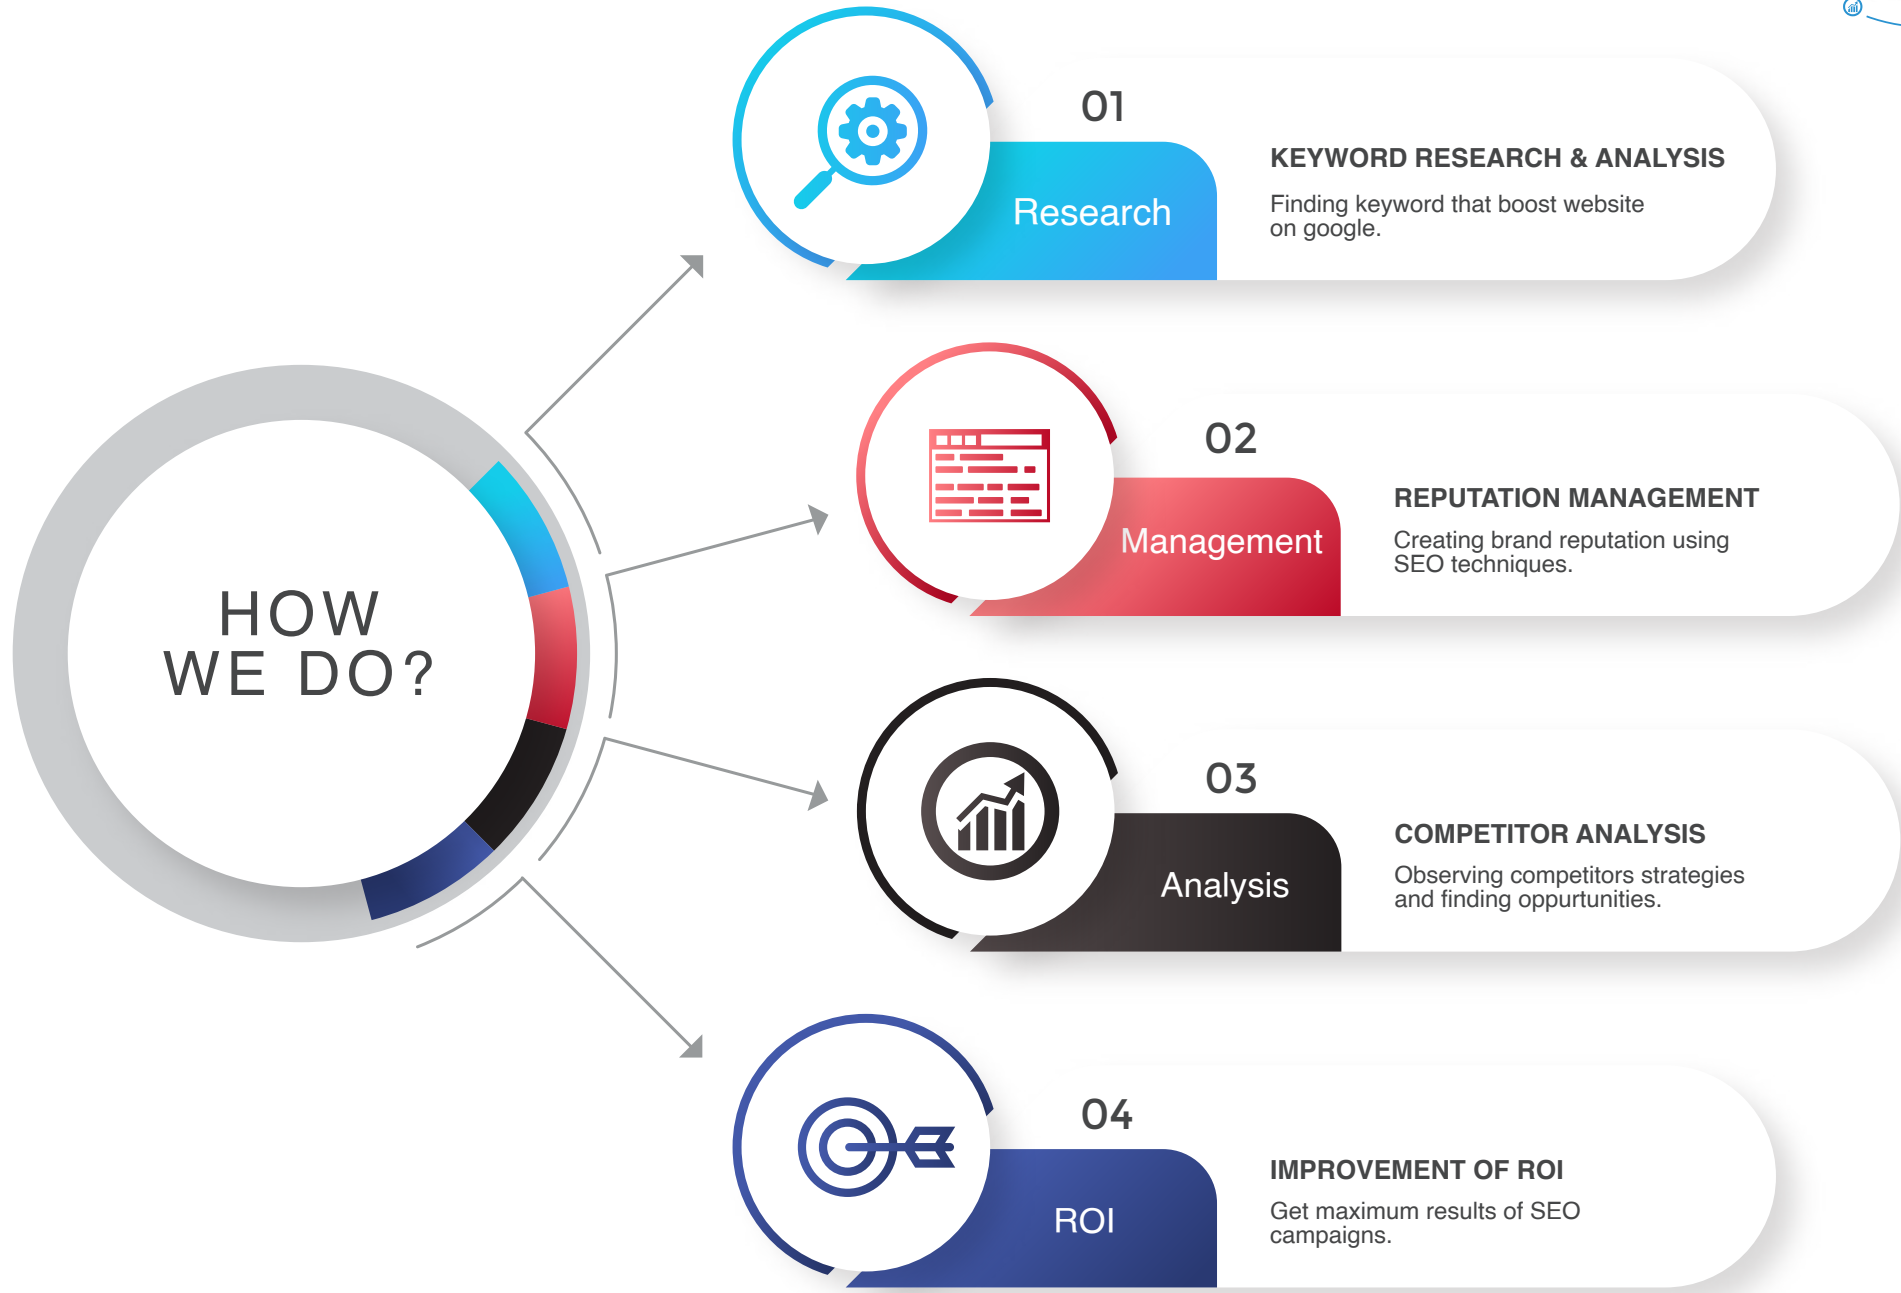 HOW
WE DO?
01
Research
KEYWORD RESEARCH & ANALYSIS
Finding keyword that boost website
on google.
02
Management
REPUTATION MANAGEMENT
Creating brand reputation using
SEO techniques.
03
Analysis
COMPETITOR ANALYSIS
Observing competitors strategies
and finding oppurtunities.
04
ROI
IMPROVEMENT OF ROI
Get maximum results of SEO
campaigns.